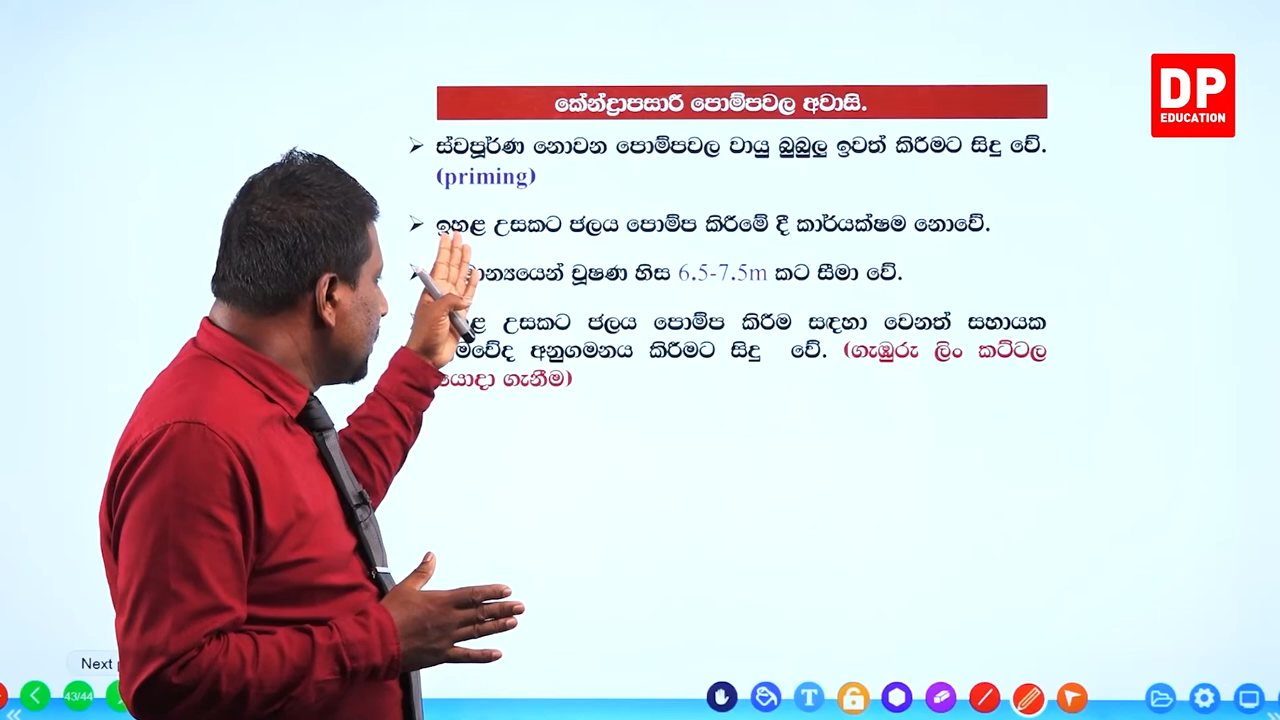 DP
EDUCATION
කේන්ද්‍රාපසාරී පොම්පවල අවාසි.
ස්වපූර්ණ නොවන පොම්පවල වායු බුබුලු ඉවත් කිරීමට සිදු වේ.
(priming)
ඉහළ උසකට ජලය පොම්ප කිරීමේ දී කාර්යක්ෂම නොවේ.
චූෂණ හිස 6.5-7.5m කට සීමා වේ.
උසකට ජලය පොම්ප කිරීම සඳහා වෙනත් සහායක
අනුගමනය කිරීමට සිදු වේ. (ගැඹුරු ලිං කට්ටල
යොදා ගැනීම)
Next
43/44
T